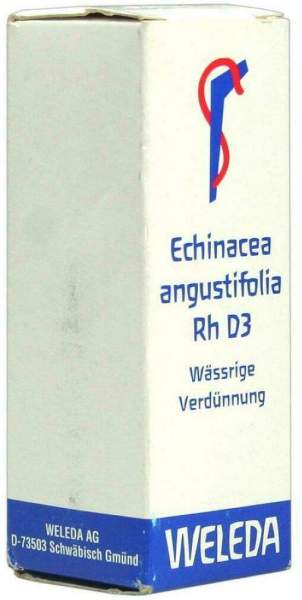 Echinacea
angustifolia
Rh D3
Wässrige
Verdünnung
WELEDA
WELEDA AG
D-73503 Schwäbisch Gmünd